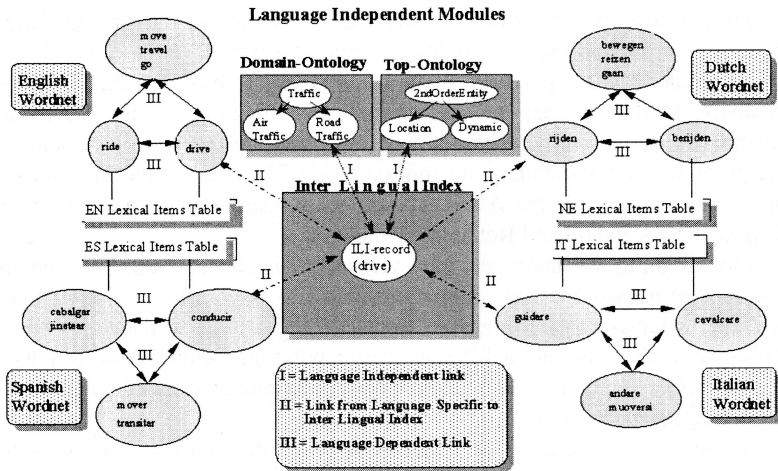 Language Independent Modules
move
travel
go
English
Wordnet
III
ride
III
drive
EN Lexical Items Table
Domain-Ontology
Traffic
Air
Traffic
Road
Traffic
Top-Ontology
2ndOrderEntity
Location
Dynamic
I
I
bewegen
reizen
gaan
Dutch
Wordnet
III
rijden
III
berijden
NE Lexical Items Table
II
II
Inter Lingual Index
ILI-record
(drive)
ES Lexical Items Table
II
cabalgar
jinetear
III
conducir
III
Spanish
Wordnet
mover
transitar
IT Lexical Items Table
II
guidare
III
cavalcare
III
andare
muoversi
Italian
Wordnet
I = Language Independent link
II = Link from Language Specific to
Inter Lingual Index
III = Language Dependent Link